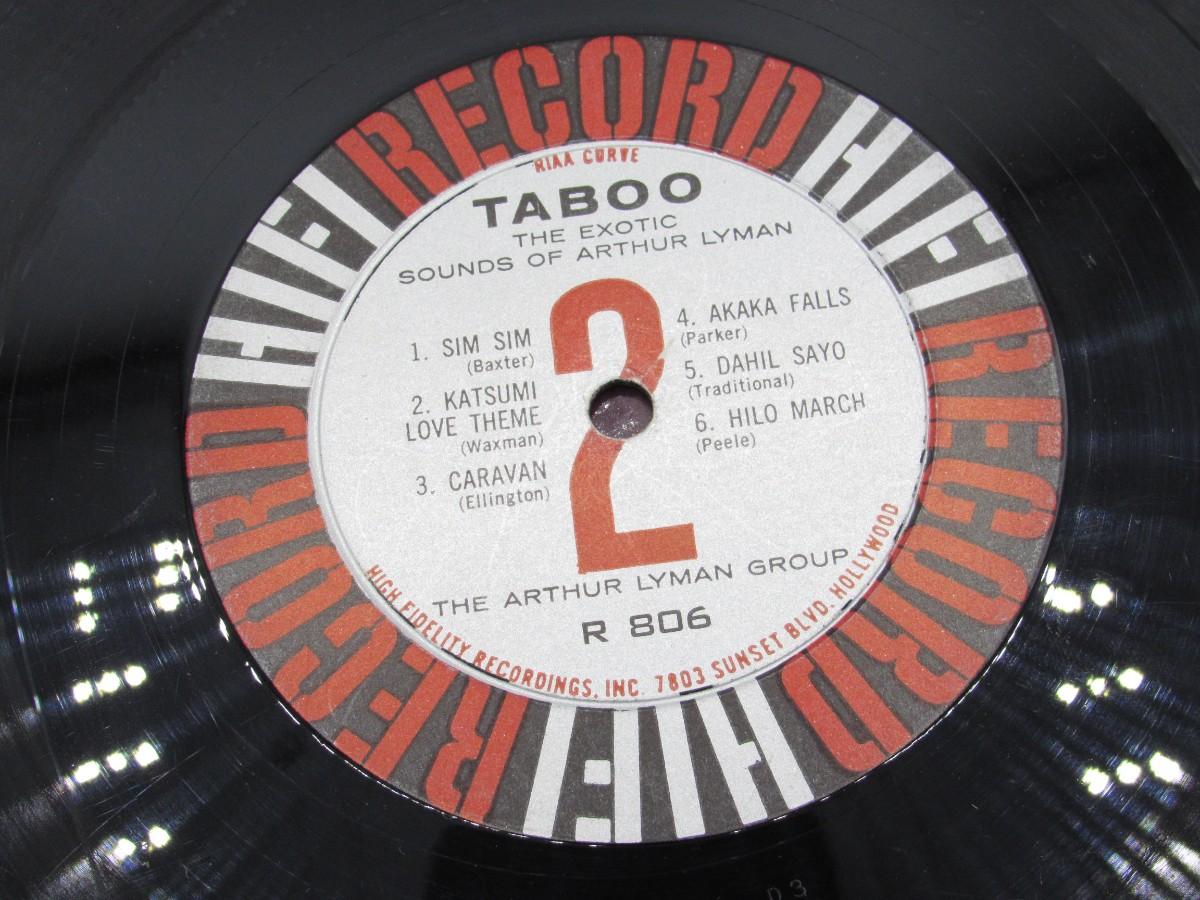 HIFI RECORD HIFI RECORD HIFI RECORD
RIAA CURVE
TABOO
THE EXOTIC
SOUNDS OF ARTHUR LYMAN
2
1. SIM SIM
(Baxter)
2. KATSUMI
LOVE THEME
(Waxman)
3. CARAVAN
(Ellington)
4. AKAKA FALLS
(Parker)
5. DAHIL SAYO
(Traditional)
6. HILO MARCH
(Peele)
THE ARTHUR LYMAN GROUP
R 806
HIGH FIDELITY RECORDINGS, INC. 7803 SUNSET BLVD. HOLLYWOOD
D3